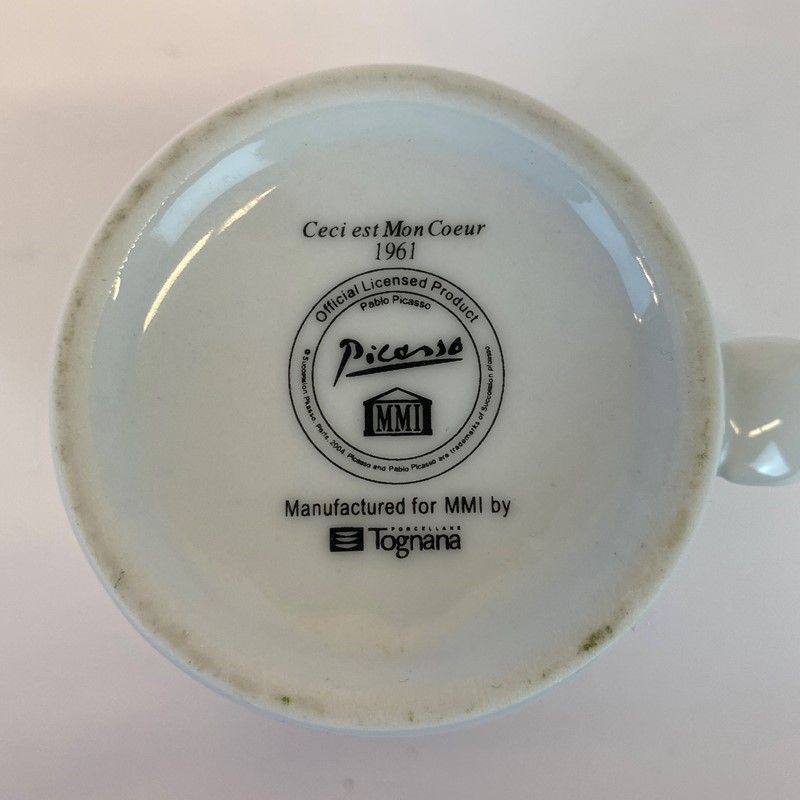 Ceci est Mon Coeur
1961
Official Licensed Product
Pablo Picasso
Picasso
MMI
© Succession Picasso, Paris, 2004. Picasso and Pablo Picasso are trademarks of Succession picasso
Manufactured for MMI by
PORCELLANE
Tognana